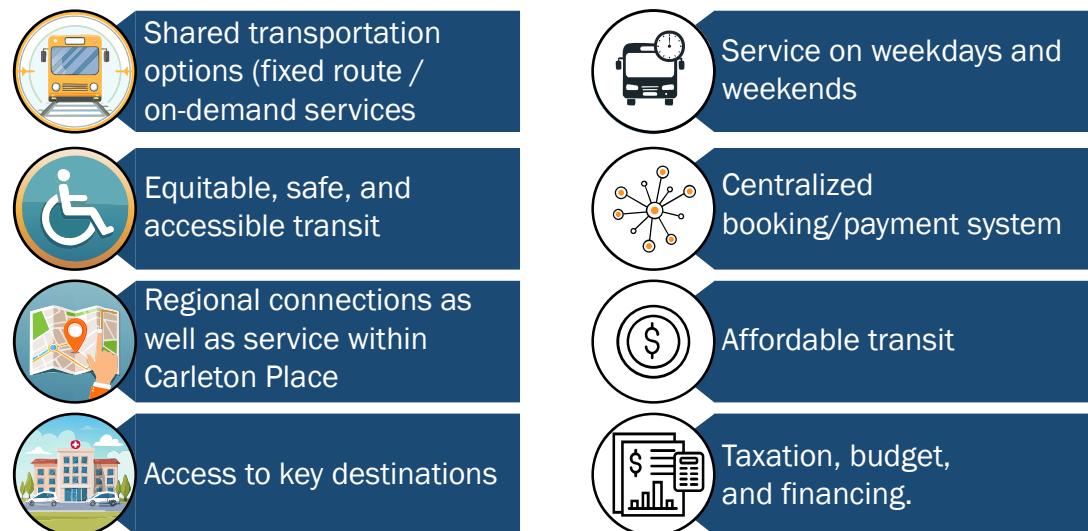 Shared transportation
options (fixed route /
on-demand services
Equitable, safe, and
accessible transit
Regional connections as
well as service within
Carleton Place
Access to key destinations
Service on weekdays and
weekends
Centralized
booking/payment system
$
Affordable transit
$
Taxation, budget,
and financing.